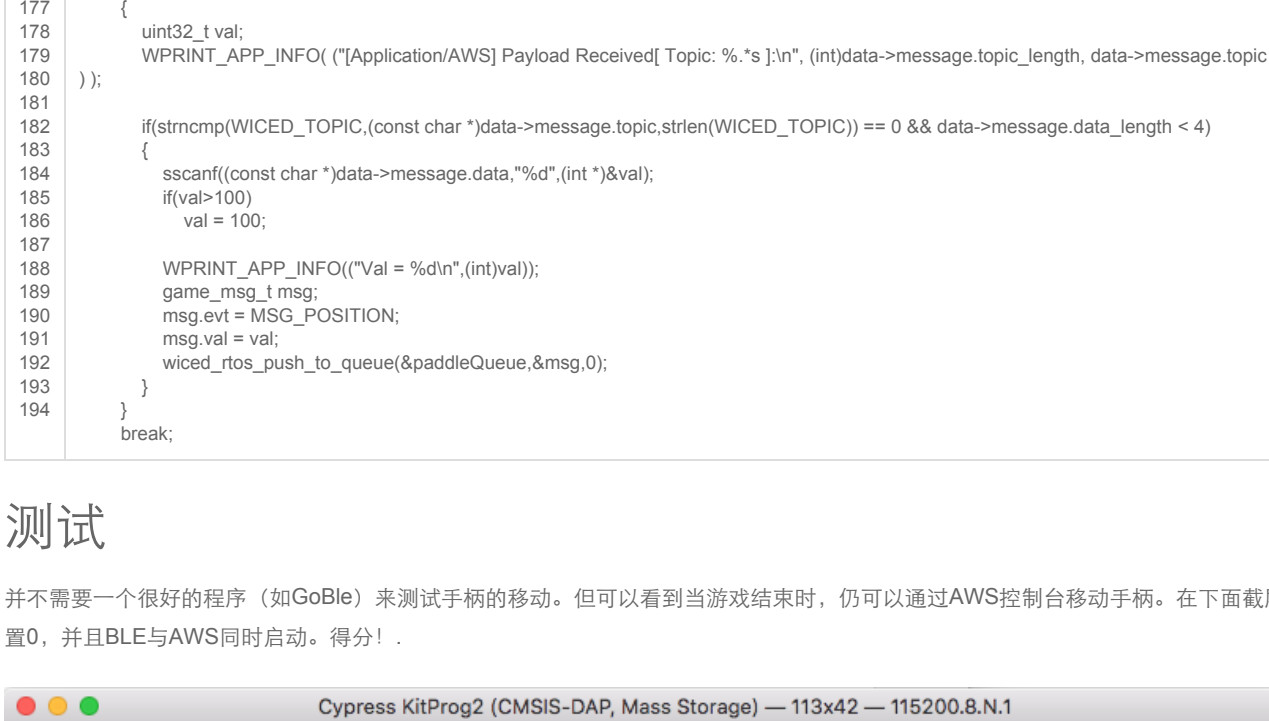 177 {
178 uint32_t val;
179 WPRINT_APP_INFO( ("[Application/AWS] Payload Received[ Topic: %.*s ]:\n", (int)data->message.topic_length, data->message.topic
180 ) );
181
182 if(strncmp(WICED_TOPIC,(const char *)data->message.topic,strlen(WICED_TOPIC)) == 0 && data->message.data_length < 4)
183 {
184 sscanf((const char *)data->message.data,"%d",(int *)&val);
185 if(val>100)
186 val = 100;
187
188 WPRINT_APP_INFO(("Val = %d\n",(int)val));
189 game_msg_t msg;
190 msg.evt = MSG_POSITION;
191 msg.val = val;
192 wiced_rtos_push_to_queue(&paddleQueue,&msg,0);
193 }
194 }
break;
测试
并不需要一个很好的程序（如GoBle）来测试手柄的移动。但可以看到当游戏结束时，仍可以通过AWS控制台移动手柄。在下面截
置0，并且BLE与AWS同时启动。得分！.
Cypress KitProg2 (CMSIS-DAP, Mass Storage) — 113x42 — 115200.8.N.1